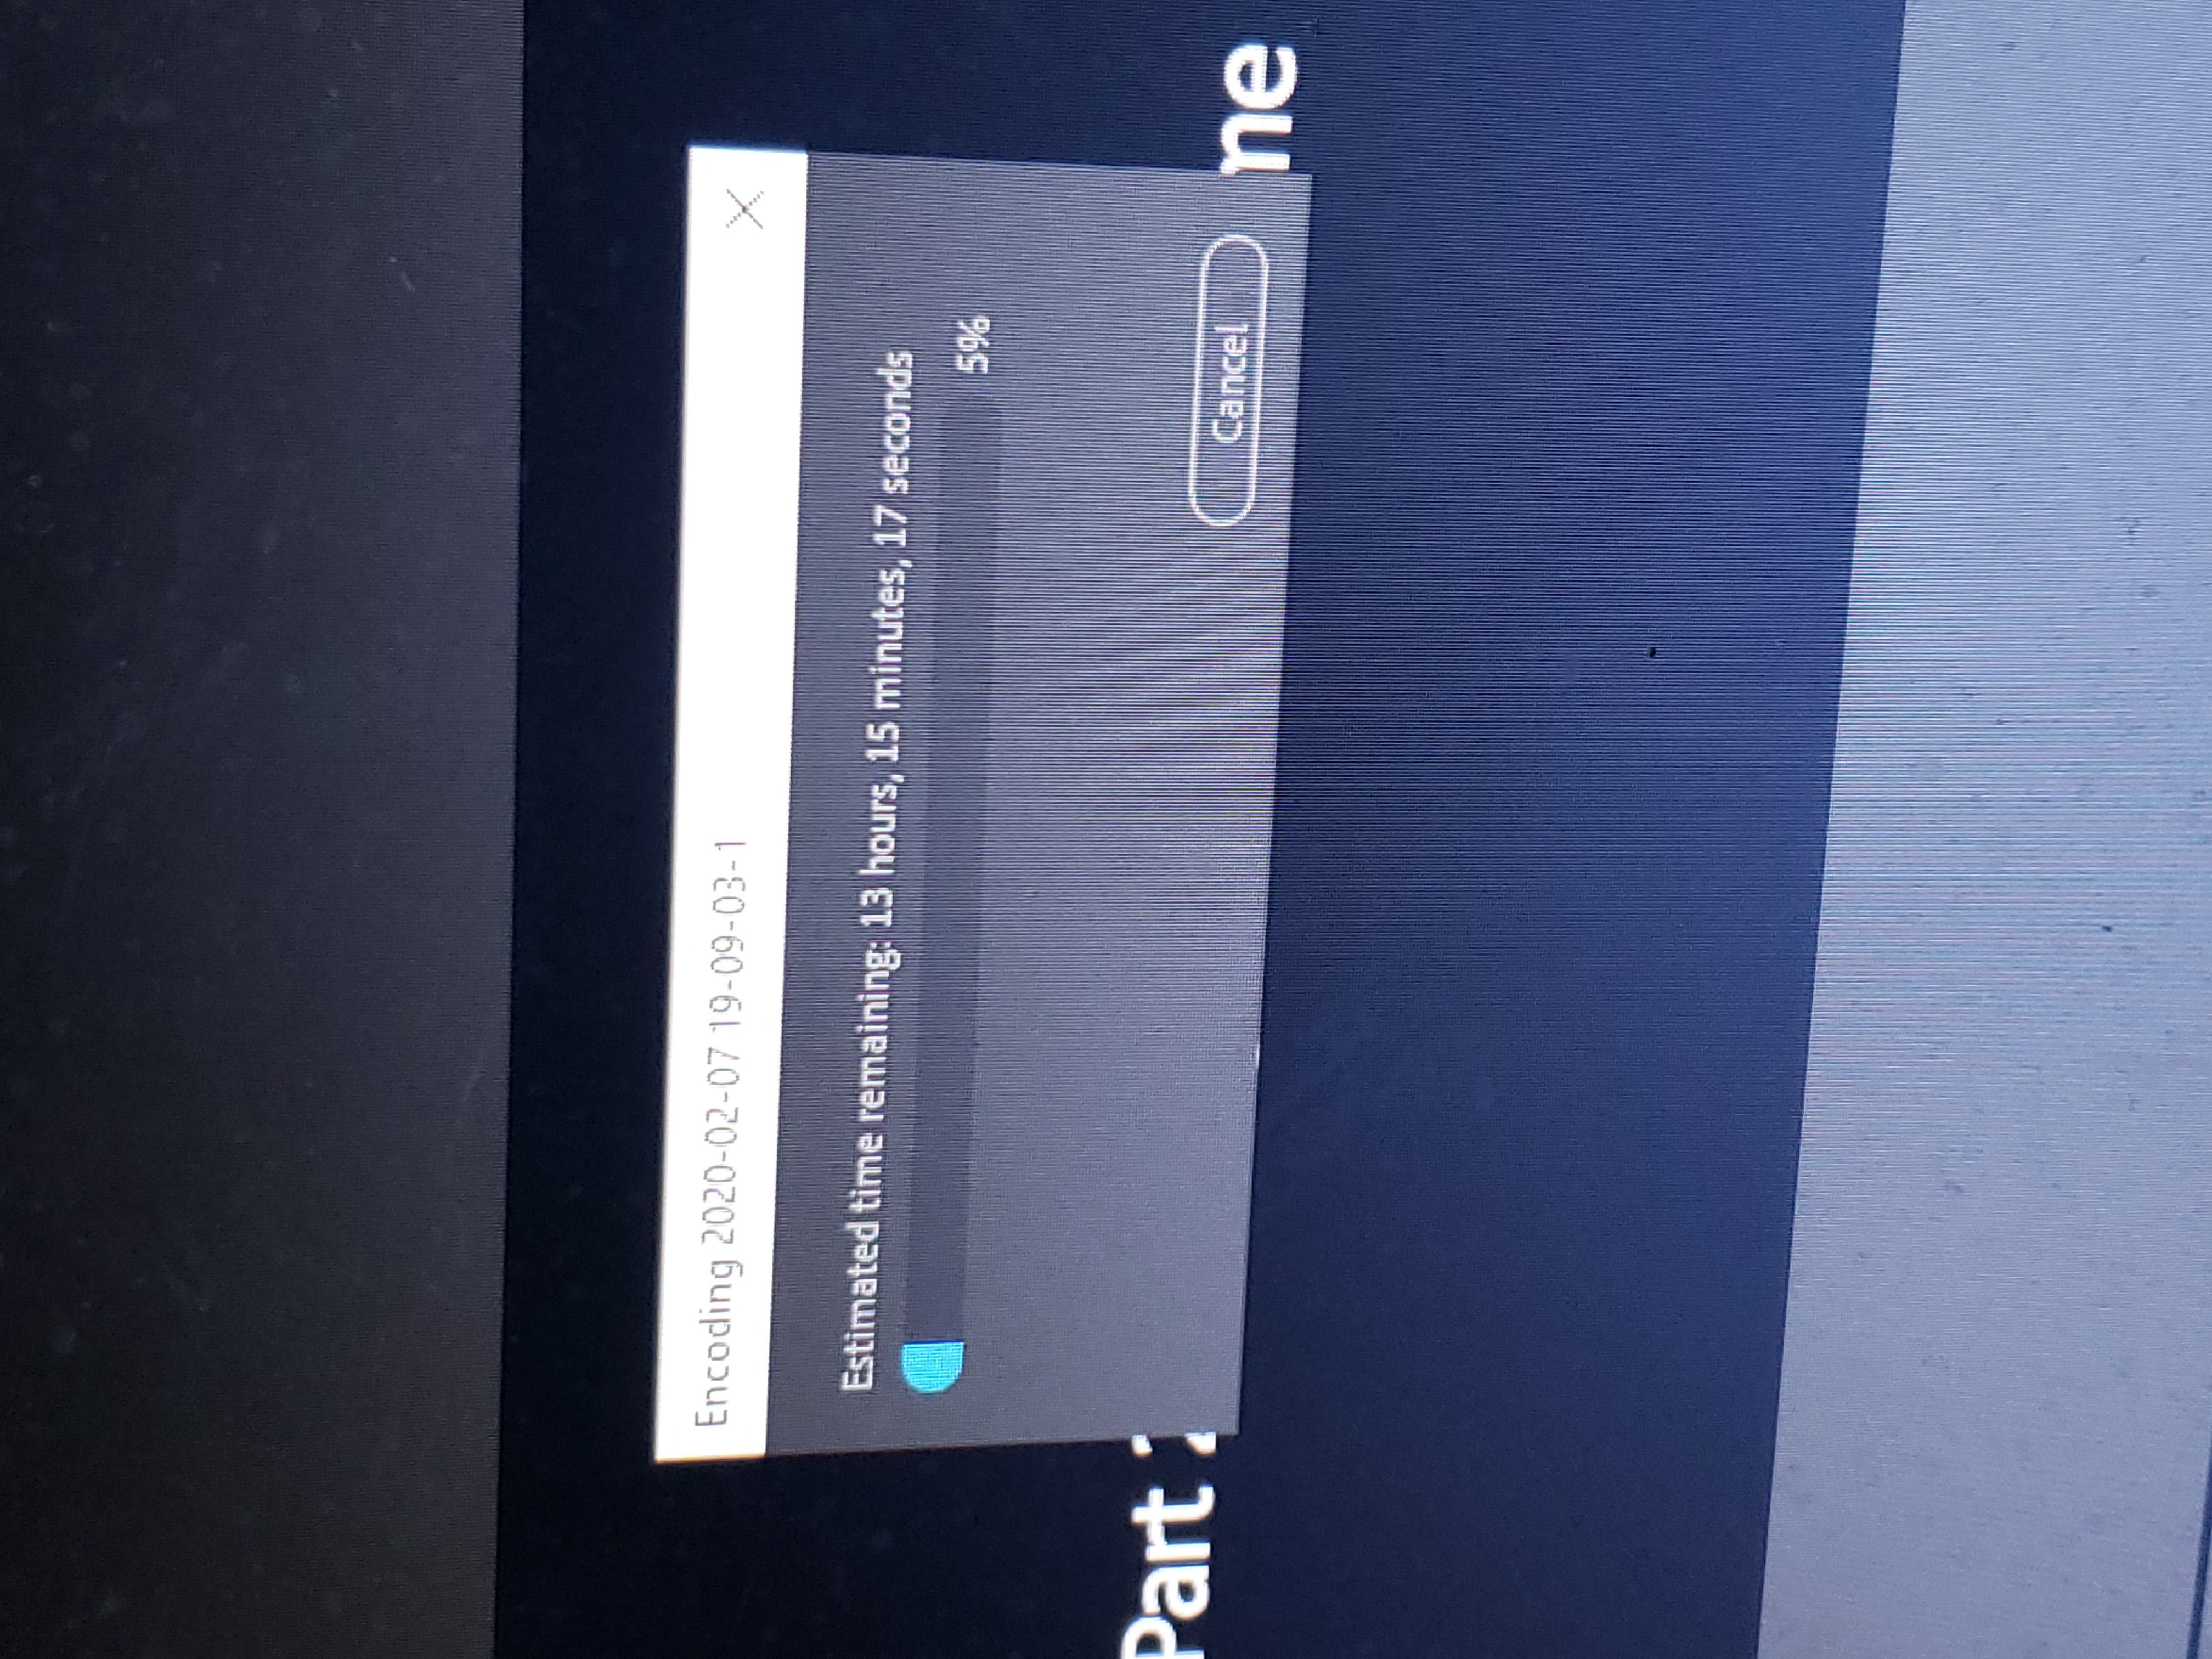 Encoding 2020-02-07 19-09-03-1
Estimated time remaining: 13 hours, 15 minutes, 17 seconds
5%
Part
Cancel